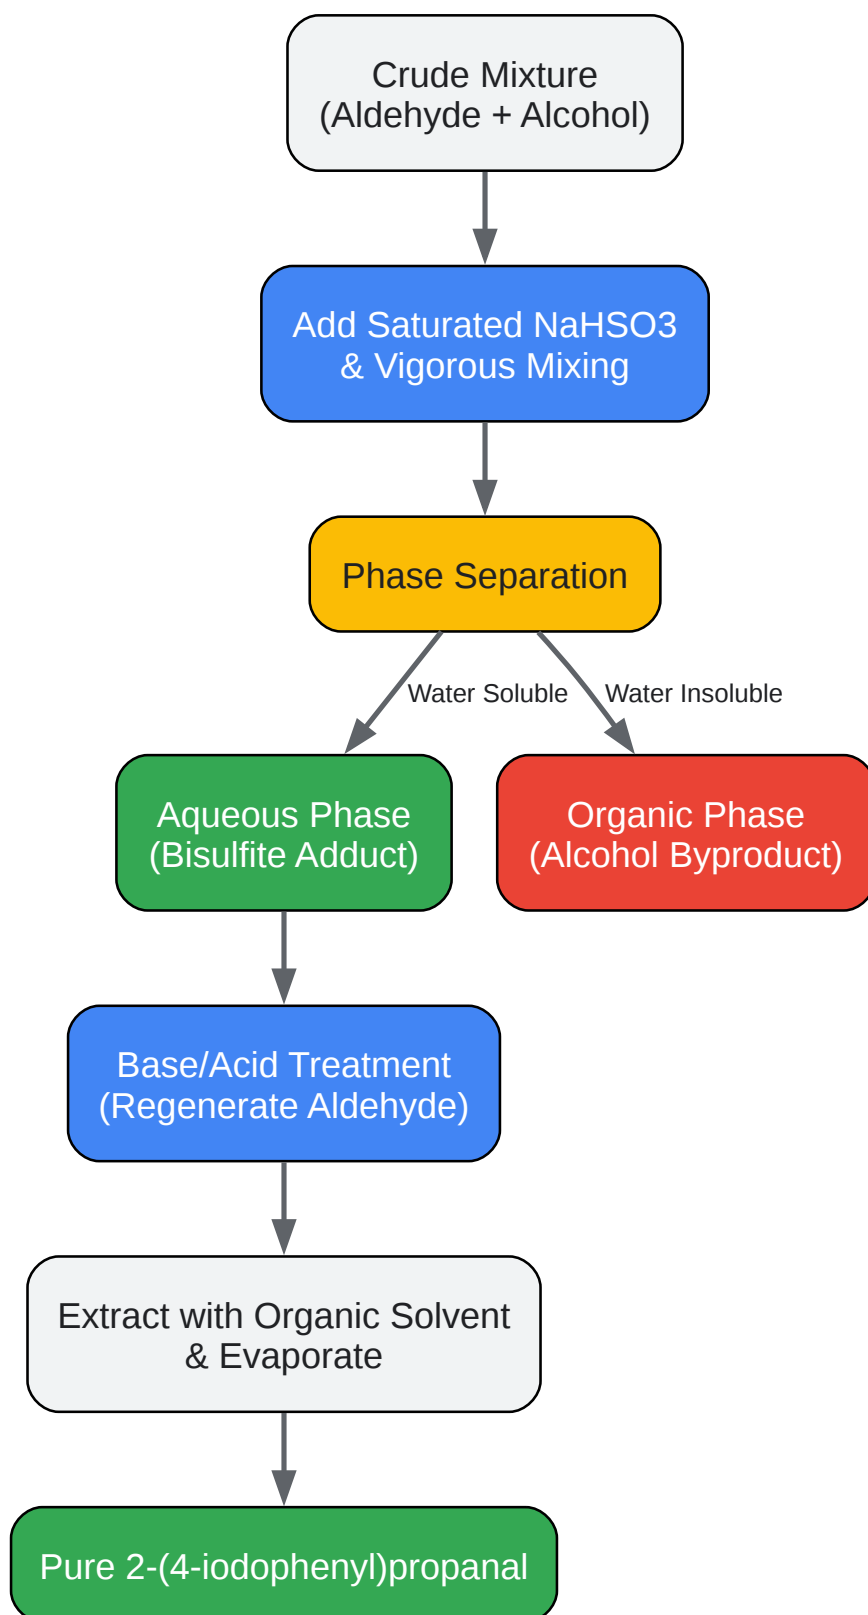 Crude Mixture
(Aldehyde + Alcohol)
Add Saturated NaHSO3
& Vigorous Mixing
Phase Separation
Water Soluble
Water Insoluble
Aqueous Phase
(Bisulfite Adduct)
Organic Phase
(Alcohol Byproduct)
Base/Acid Treatment
(Regenerate Aldehyde)
Extract with Organic Solvent
& Evaporate
Pure 2-(4-iodophenyl)propanal